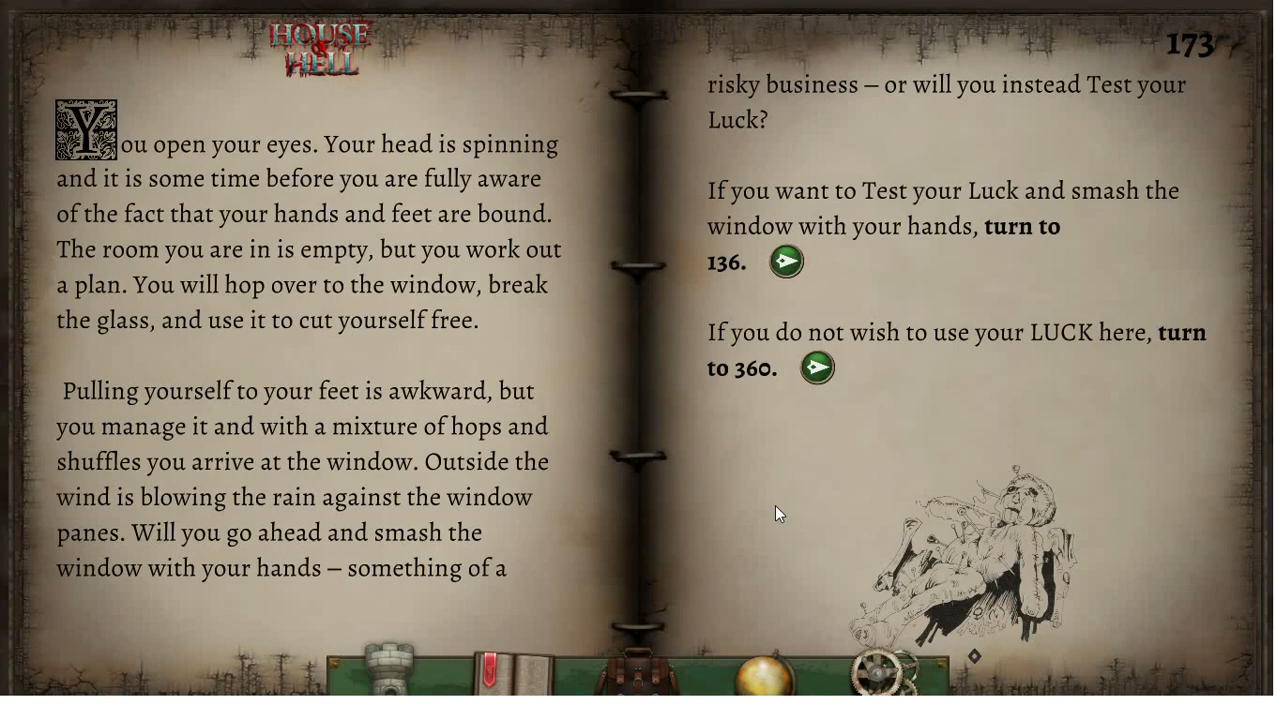 HOUSE
&
HELL
173
You open your eyes. Your head is spinning
and it is some time before you are fully aware
of the fact that your hands and feet are bound.
The room you are in is empty, but you work out
a plan. You will hop over to the window, break
the glass, and use it to cut yourself free.
Pulling yourself to your feet is awkward, but
you manage it and with a mixture of hops and
shuffles you arrive at the window. Outside the
wind is blowing the rain against the window
panes. Will you go ahead and smash the
window with your hands – something of a
risky business – or will you instead Test your
Luck?
If you want to Test your Luck and smash the
window with your hands, turn to
136.
If you do not wish to use your LUCK here, turn
to 360.